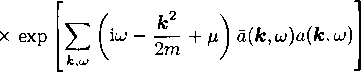 × exp [ ∑_{k,ω} ( iω − k²/2m + μ ) ā(k, ω)a(k. ω) ]